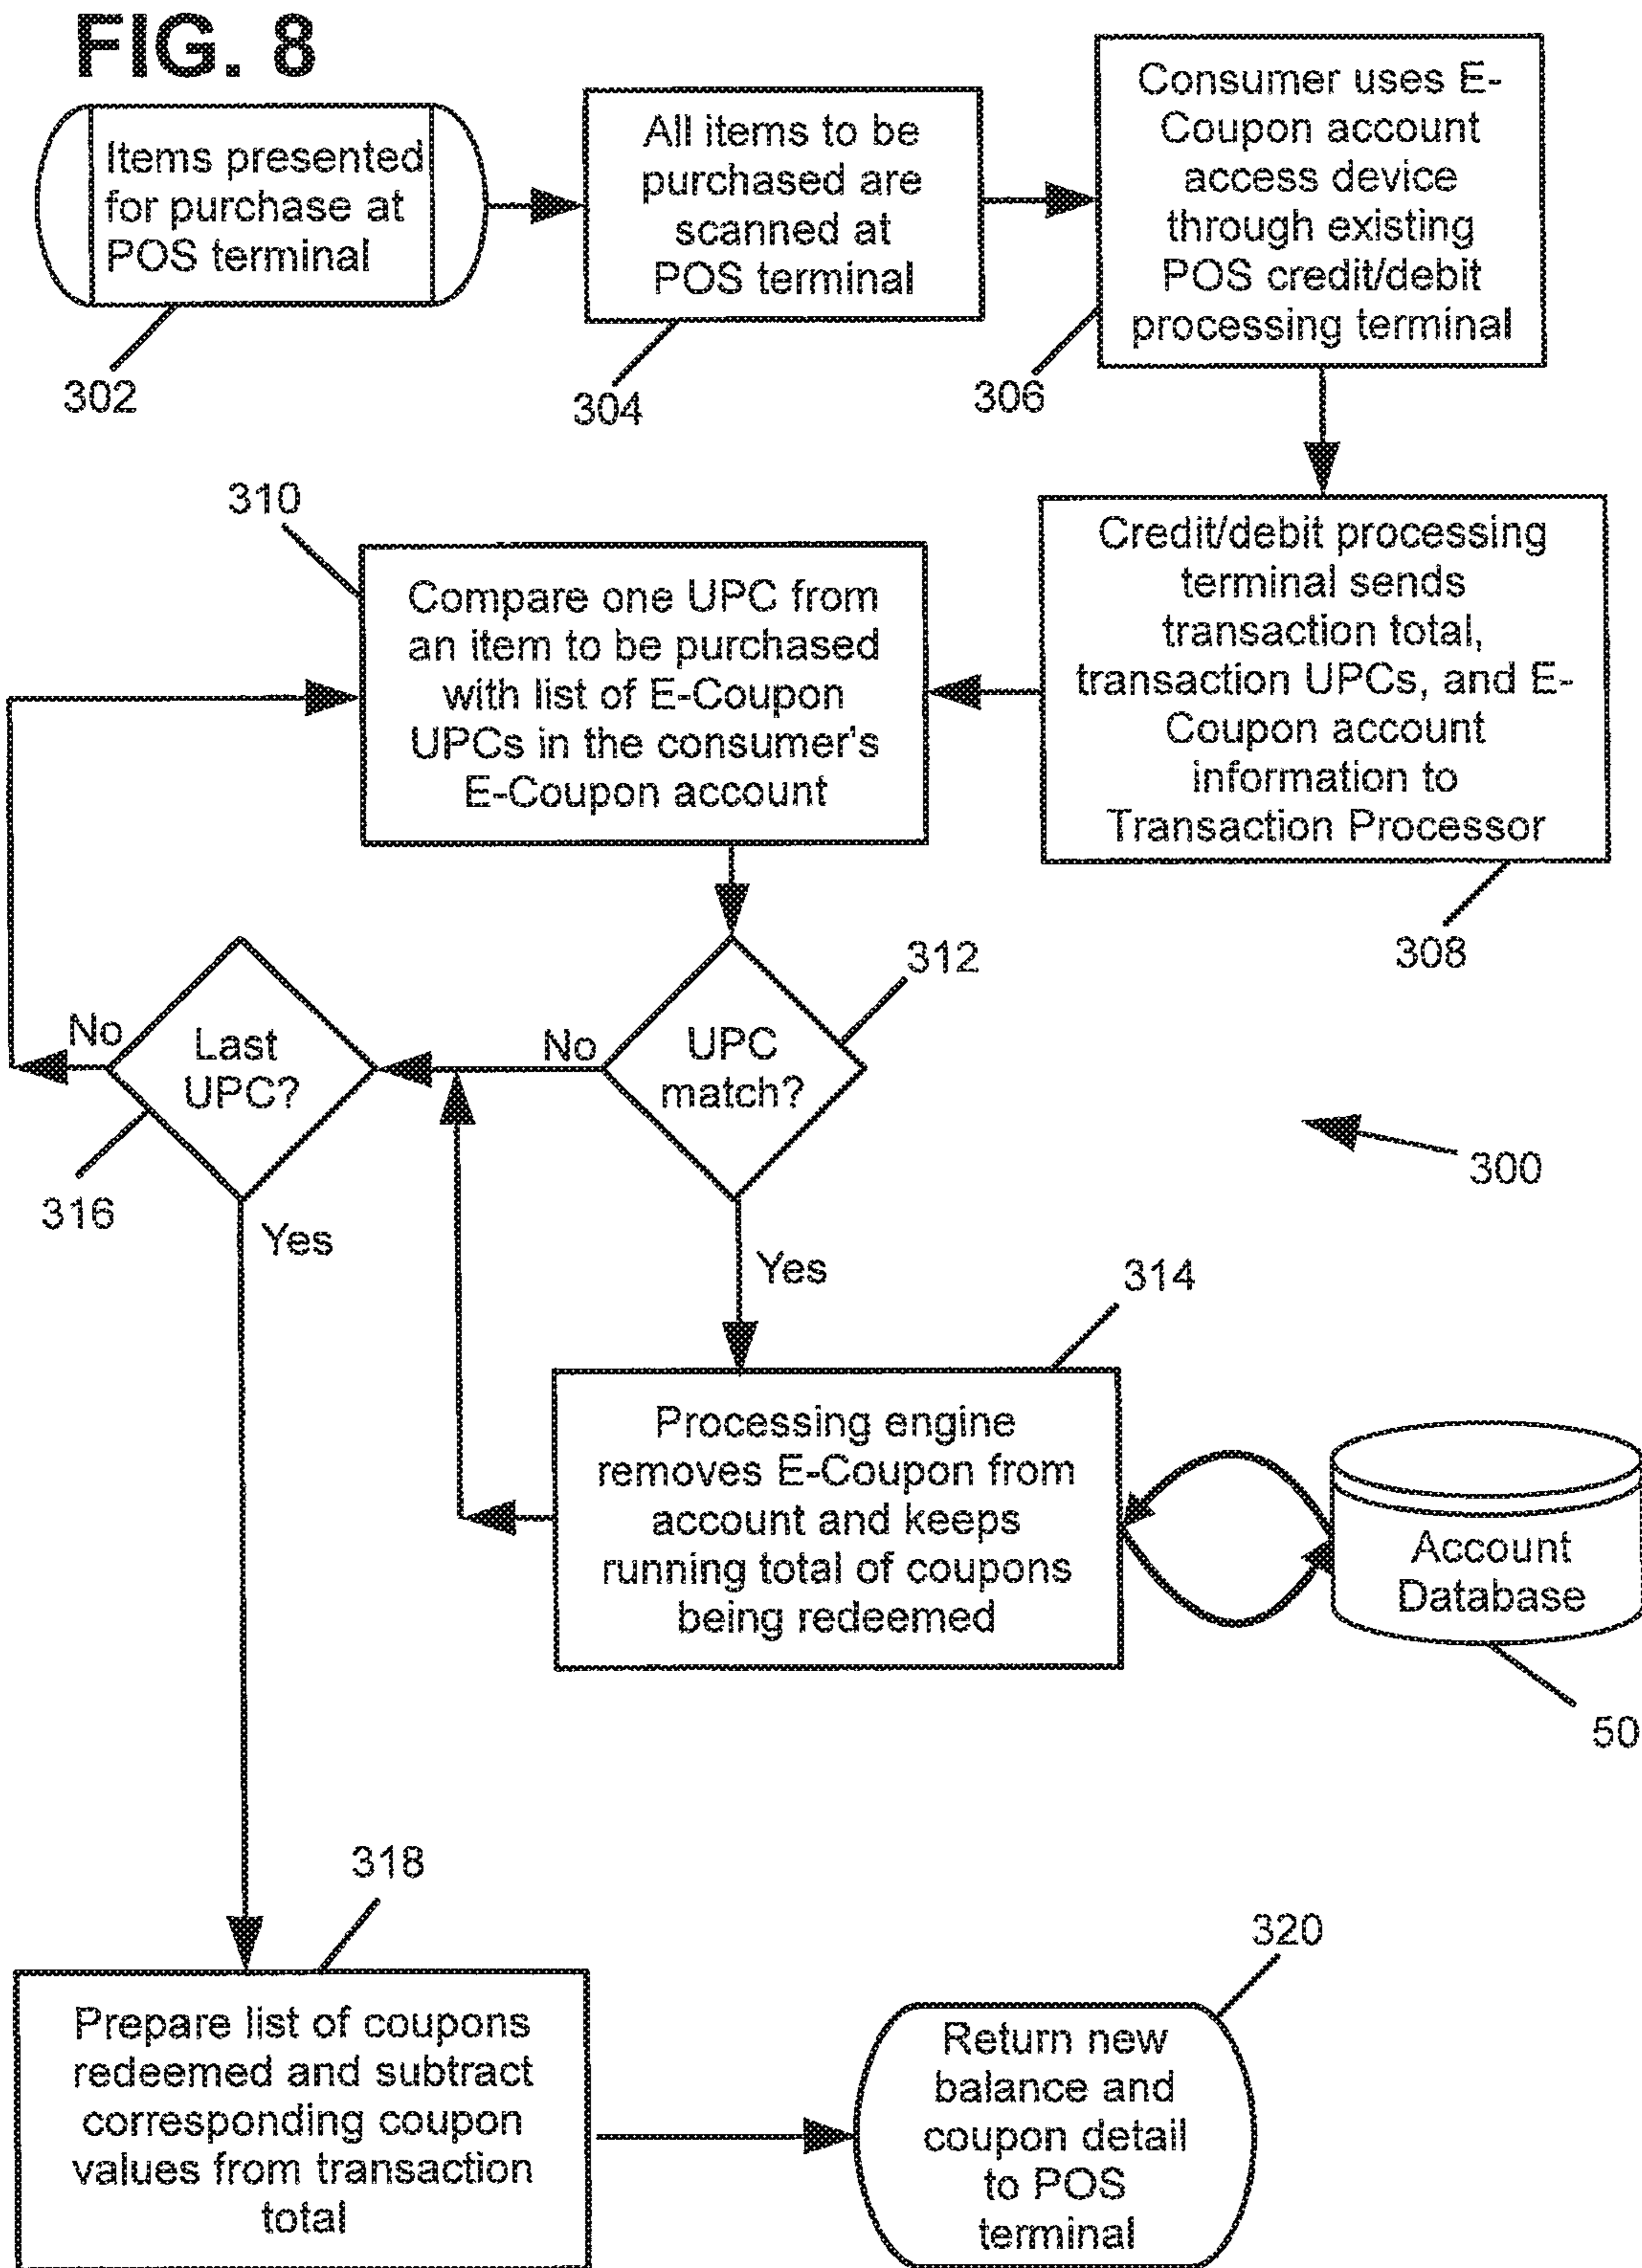 FIG. 8
Items presented
for purchase at
POS terminal
302
All items to be
purchased are
scanned at
POS terminal
304
Consumer uses E-
Coupon account
access device
through existing
POS credit/debit
processing terminal
306
Credit/debit processing
terminal sends
transaction total,
transaction UPCs, and E-
Coupon account
information to
Transaction Processor
308
310
Compare one UPC from
an item to be purchased
with list of E-Coupon
UPCs in the consumer's
E-Coupon account
312
UPC
match?
No
Yes
Last
UPC?
No
316
Yes
300
314
Processing engine
removes E-Coupon from
account and keeps
running total of coupons
being redeemed
Account
Database
50
318
Prepare list of coupons
redeemed and subtract
corresponding coupon
values from transaction
total
320
Return new
balance and
coupon detail
to POS
terminal